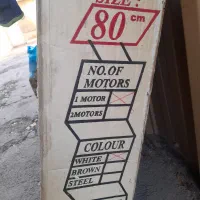 SIZE:
80 cm
NO.OF
MOTORS
1 MOTOR
2MOTORS
COLOUR
WHITE
BROWN
STEEL